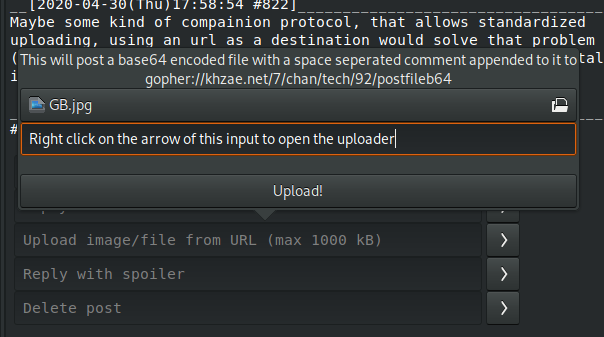 __[2020-04-30(Thu)17:58:54 #822]
Maybe some kind of companion protocol, that allows standardized
uploading, using an url as a destination would solve that problem
This will post a base64 encoded file with a space seperated comment appended to it to
gopher://khzae.net/7/chan/tech/92/postfileb64
GB.jpg
Right click on the arrow of this input to open the uploader
Upload!
Upload image/file from URL (max 1000 kB)
Reply with spoiler
Delete post